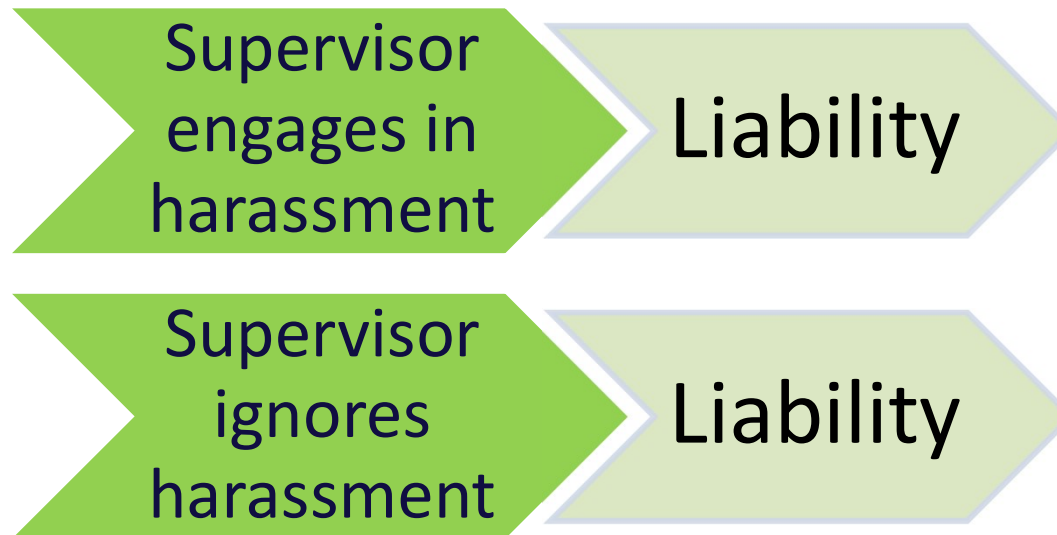 Supervisor
engages in
harassment
Liability
Supervisor
ignores
harassment
Liability